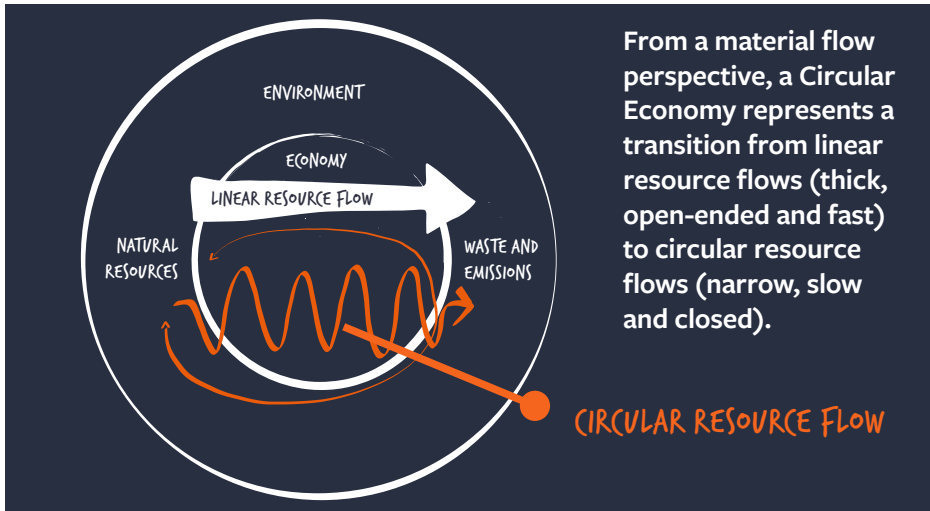 ENVIRONMENT
ECONOMY
LINEAR RESOURCE FLOW
NATURAL
RESOURCES
WASTE AND
EMISSIONS
From a material flow
perspective, a Circular
Economy represents a
transition from linear
resource flows (thick,
open-ended and fast)
to circular resource
flows (narrow, slow
and closed).
CIRCULAR RESOURCE FLOW